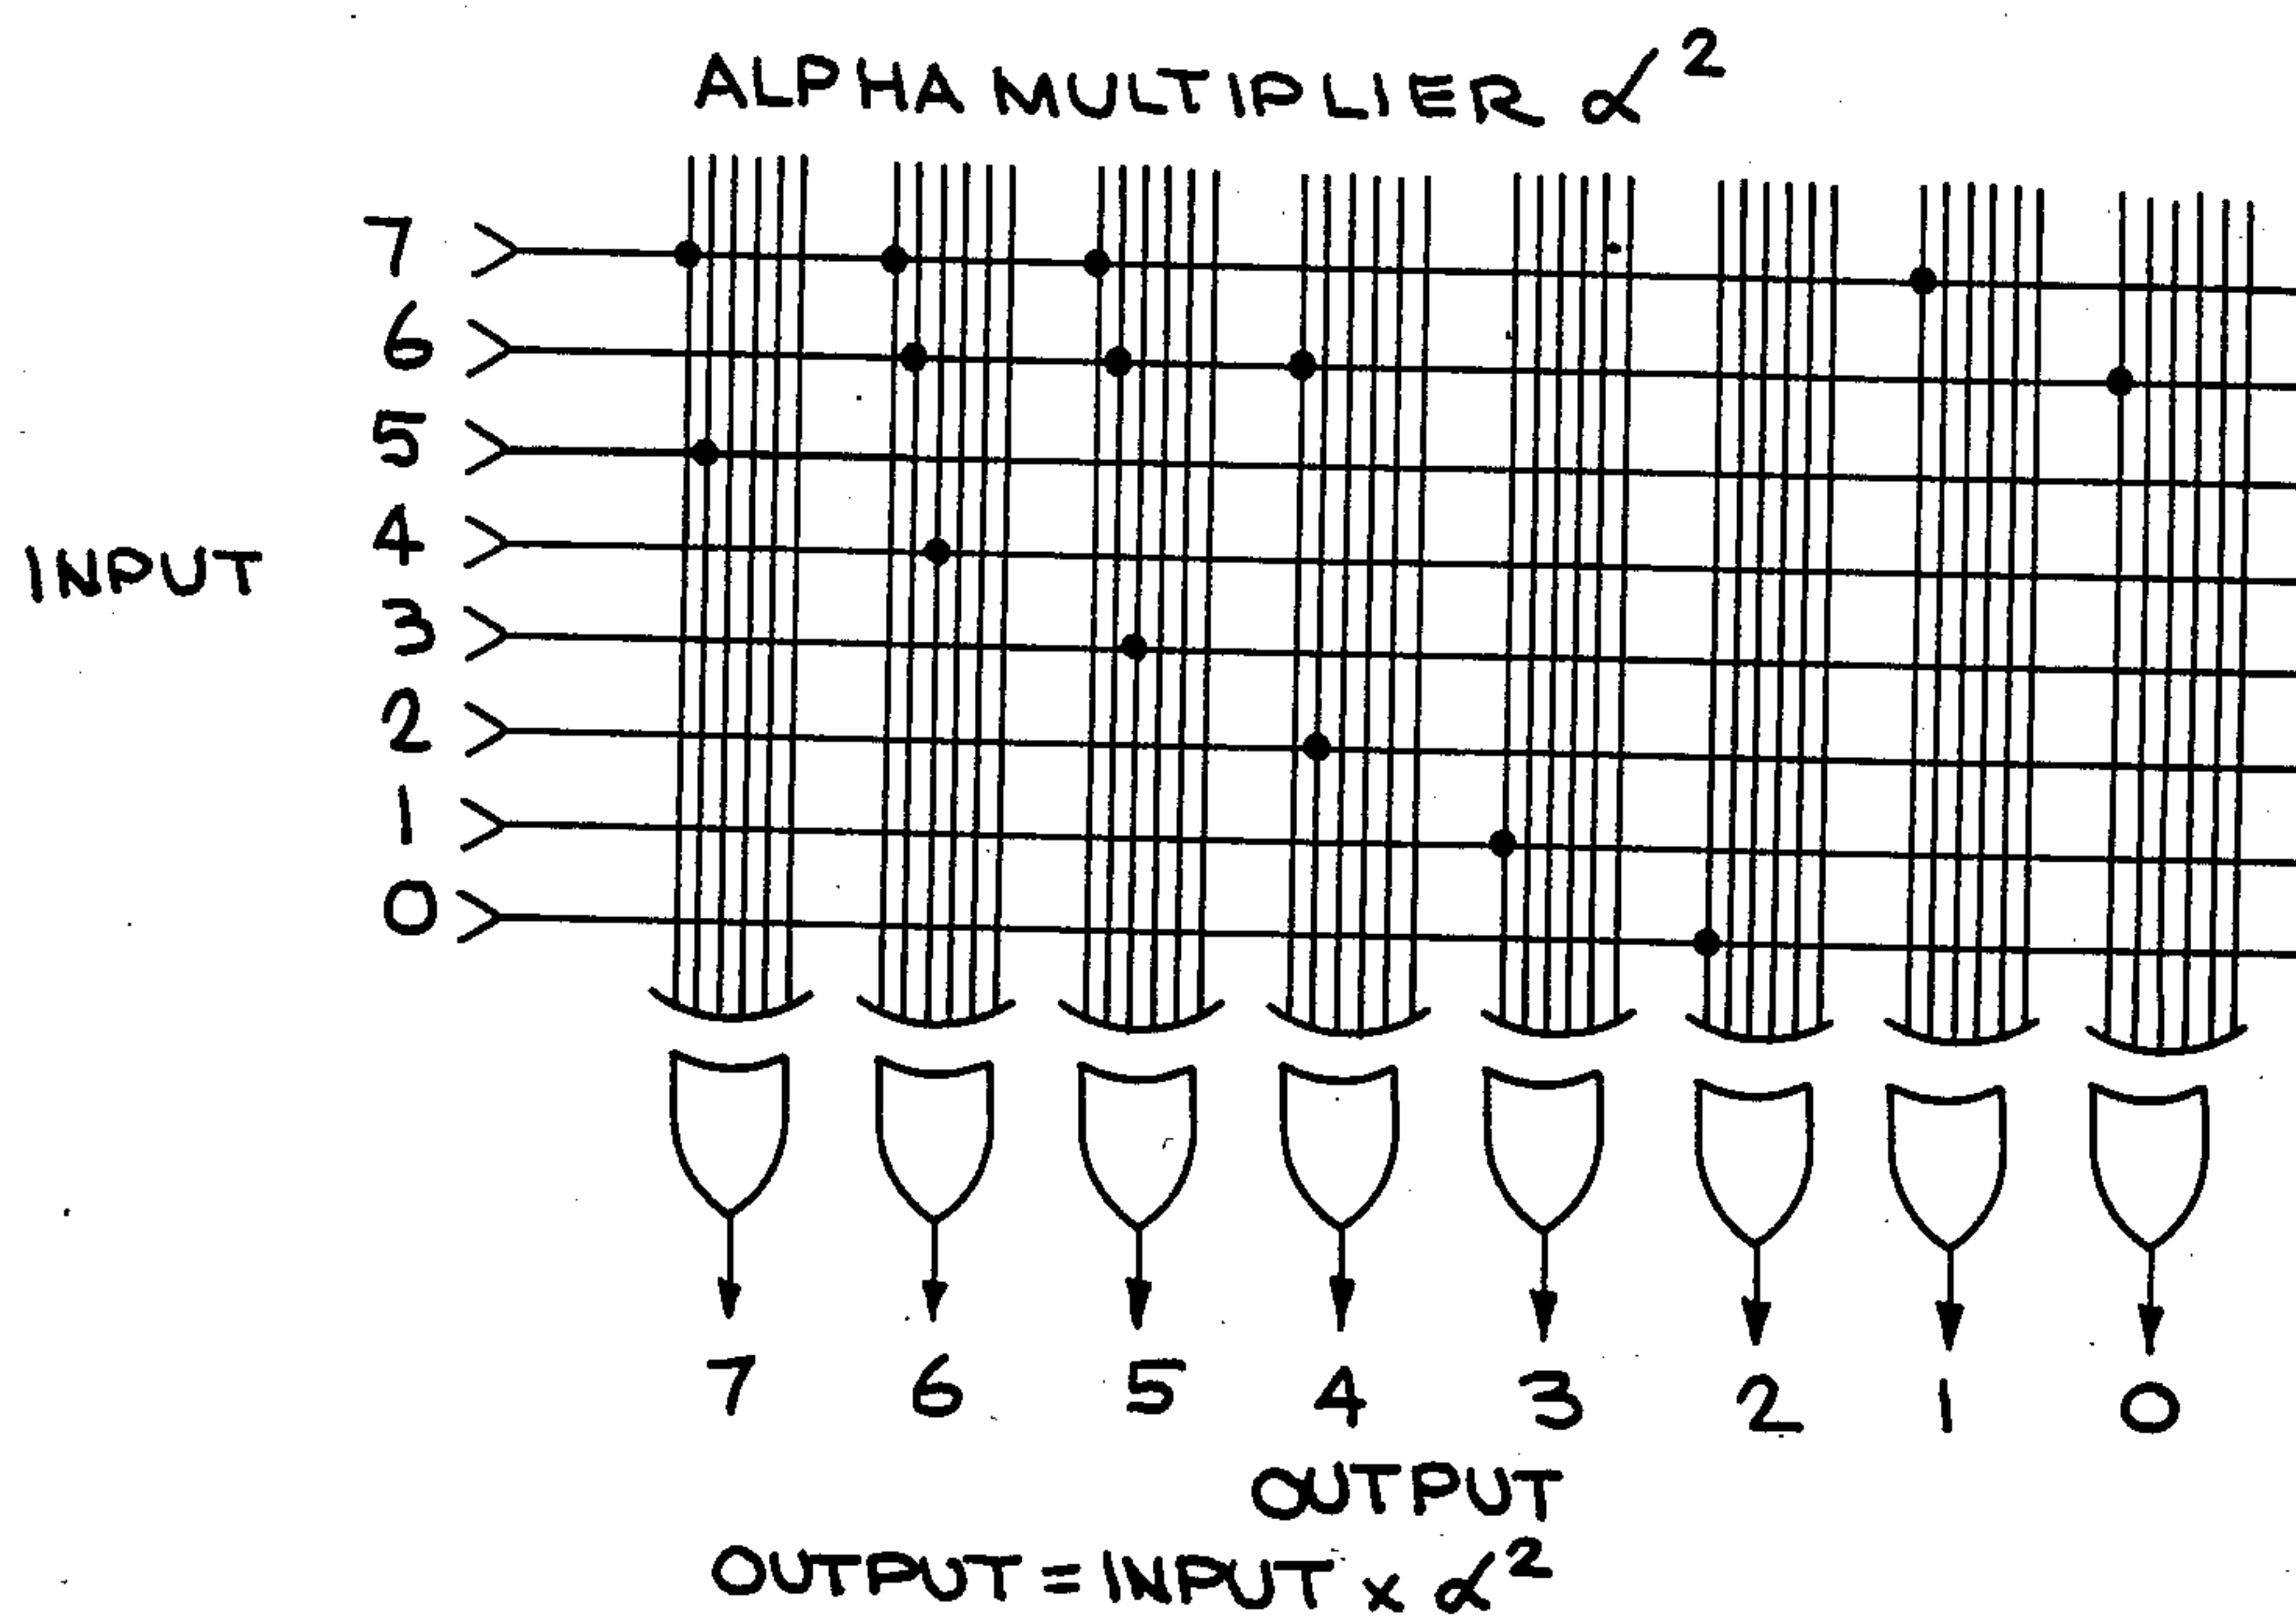 ALPHA MULTIPLIER α²
7
6
5
4
INPUT
3
2
1
0
7 6 5 4 3 2 1 0
OUTPUT
OUTPUT = INPUT x α²